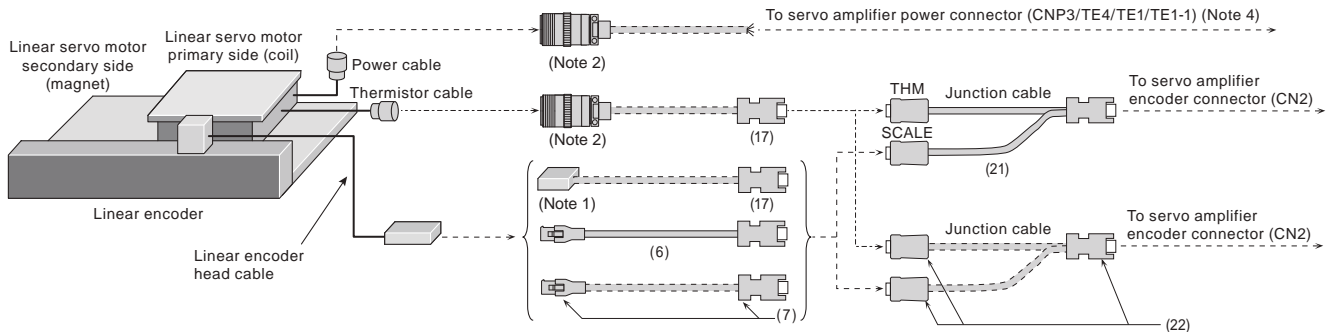 To servo amplifier power connector (CNP3/TE4/TE1/TE1-1) (Note 4)
Linear servo motor
primary side (coil)
Linear servo motor
secondary side
(magnet)
Power cable
(Note 2)
Thermistor cable
THM
Junction cable
To servo amplifier
encoder connector (CN2)
(Note 2)
(17)
SCALE
(21)
(Note 1)
(17)
Linear encoder
Linear encoder
head cable
(6)
Junction cable
To servo amplifier
encoder connector (CN2)
(7)
(22)